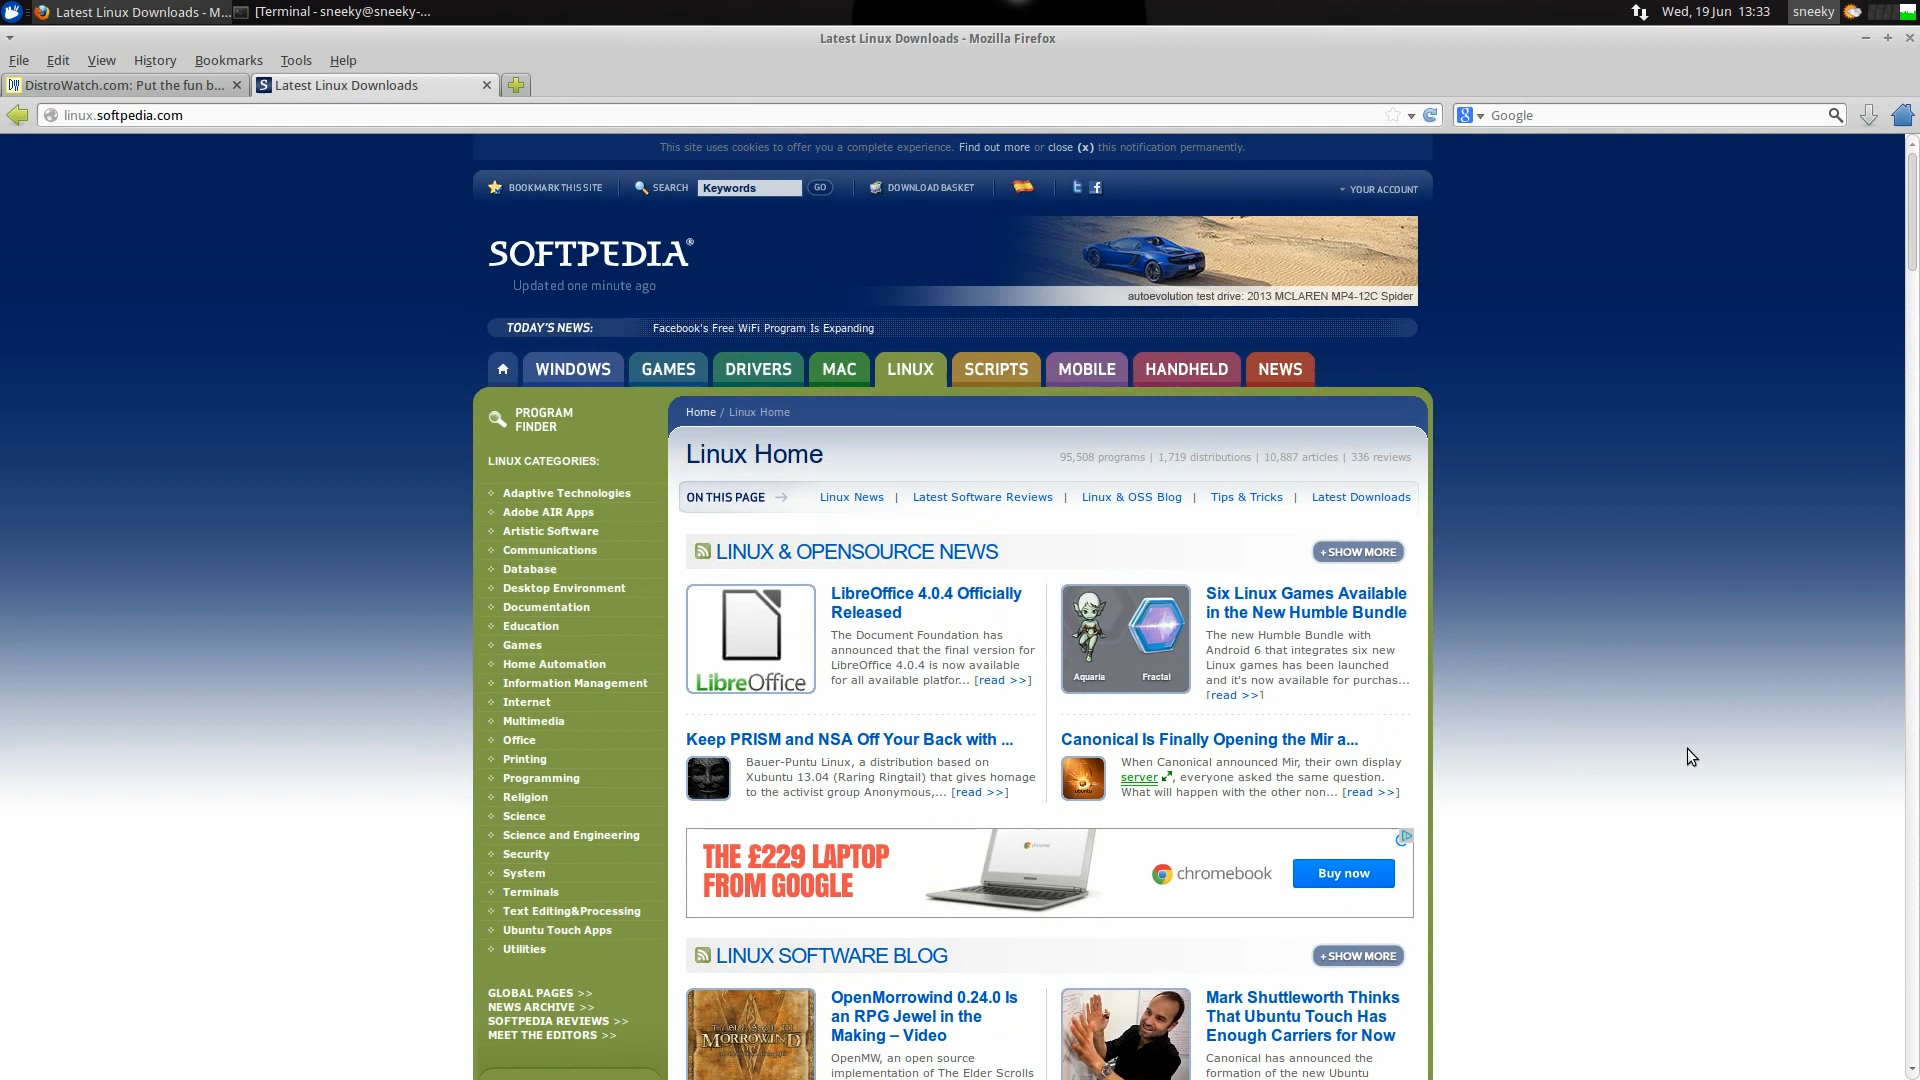 Latest Linux Downloads - M...
[Terminal - sneeky@sneeky-...
Wed, 19 Jun 13:33
sneeky
Latest Linux Downloads - Mozilla Firefox
File Edit View History Bookmarks Tools Help
DistroWatch.com: Put the fun b...
Latest Linux Downloads
linux.softpedia.com
Google
This site uses cookies to offer you a complete experience. Find out more or close (x) this notification permanently.
BOOKMARK THIS SITE
SEARCH
Keywords
GO
DOWNLOAD BASKET
YOUR ACCOUNT
SOFTPEDIA®
Updated one minute ago
autoevolution test drive: 2013 MCLAREN MP4-12C Spider
TODAY'S NEWS:
Facebook's Free WiFi Program Is Expanding
WINDOWS GAMES DRIVERS MAC LINUX SCRIPTS MOBILE HANDHELD NEWS
PROGRAM
FINDER
LINUX CATEGORIES:
Adaptive Technologies
Adobe AIR Apps
Artistic Software
Communications
Database
Desktop Environment
Documentation
Education
Games
Home Automation
Information Management
Internet
Multimedia
Office
Printing
Programming
Religion
Science
Science and Engineering
Security
System
Terminals
Text Editing&Processing
Ubuntu Touch Apps
Utilities
GLOBAL PAGES >>
NEWS ARCHIVE >>
SOFTPEDIA REVIEWS >>
MEET THE EDITORS >>
Home / Linux Home
Linux Home
95,508 programs | 1,719 distributions | 10,887 articles | 336 reviews
ON THIS PAGE
Linux News | Latest Software Reviews | Linux & OSS Blog | Tips & Tricks | Latest Downloads
LINUX & OPENSOURCE NEWS
+ SHOW MORE
LibreOffice
LibreOffice 4.0.4 Officially
Released
The Document Foundation has
announced that the final version for
LibreOffice 4.0.4 is now available
for all available platfor... [read >>]
Aquaria
Fractal
Six Linux Games Available
in the New Humble Bundle
The new Humble Bundle with
Android 6 that integrates six new
Linux games has been launched
and it's now available for purchas...
[read >>]
Keep PRISM and NSA Off Your Back with ...
Bauer-Puntu Linux, a distribution based on
Xubuntu 13.04 (Raring Ringtail) that gives homage
to the activist group Anonymous,... [read >>]
Canonical Is Finally Opening the Mir a...
ubuntu
When Canonical announced Mir, their own display
server, everyone asked the same question.
What will happen with the other non... [read >>]
THE £229 LAPTOP
FROM GOOGLE
chrome
chromebook
Buy now
LINUX SOFTWARE BLOG
+ SHOW MORE
The Elder Scrolls III
MORROWIND
OpenMorrowind 0.24.0 Is
an RPG Jewel in the
Making – Video
OpenMW, an open source
implementation of The Elder Scrolls
Mark Shuttleworth Thinks
That Ubuntu Touch Has
Enough Carriers for Now
Canonical has announced the
formation of the new Ubuntu